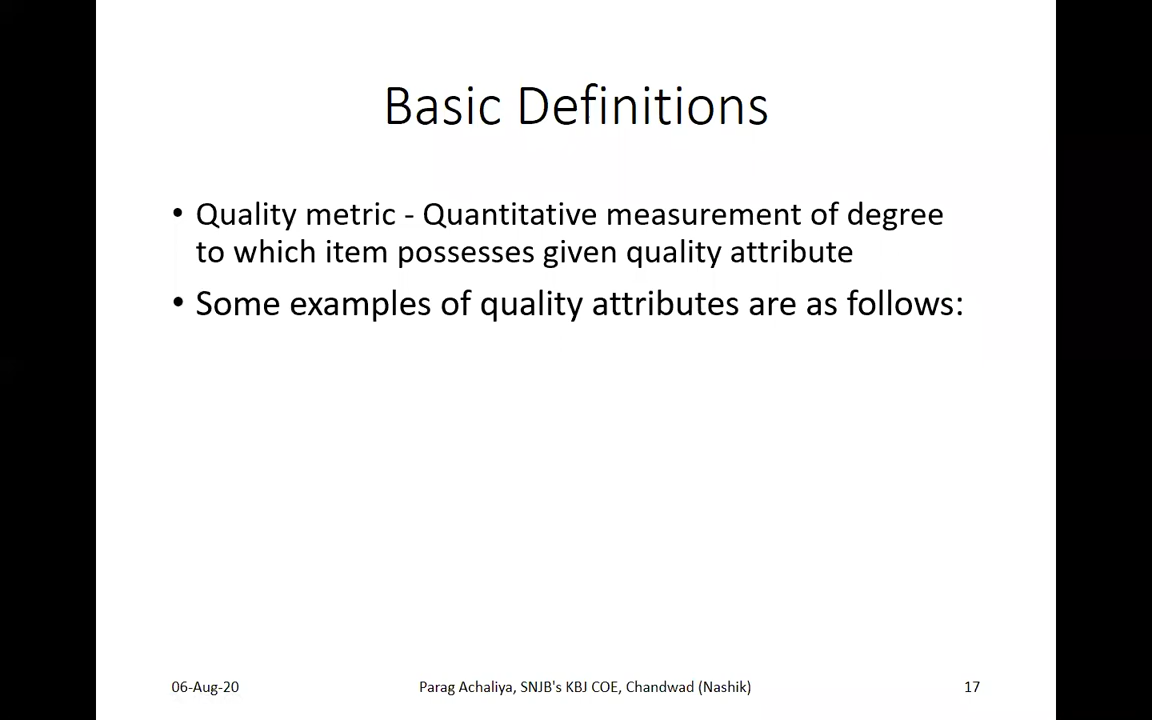 Basic Definitions
• Quality metric - Quantitative measurement of degree
to which item possesses given quality attribute
• Some examples of quality attributes are as follows:
06-Aug-20
Parag Achaliya, SNJB's KBJ COE, Chandwad (Nashik)
17